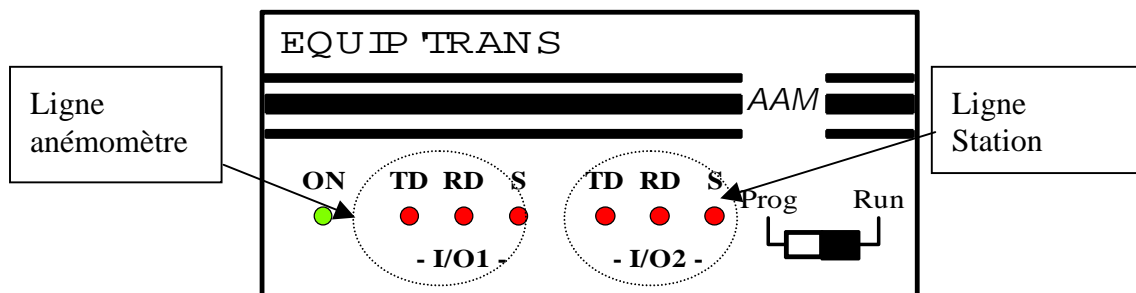 EQUIP TRANS
AAM
Ligne
anémomètre
Ligne
Station
ON TD RD S TD RD S
Prog Run
- I/O1 - - I/O2 -